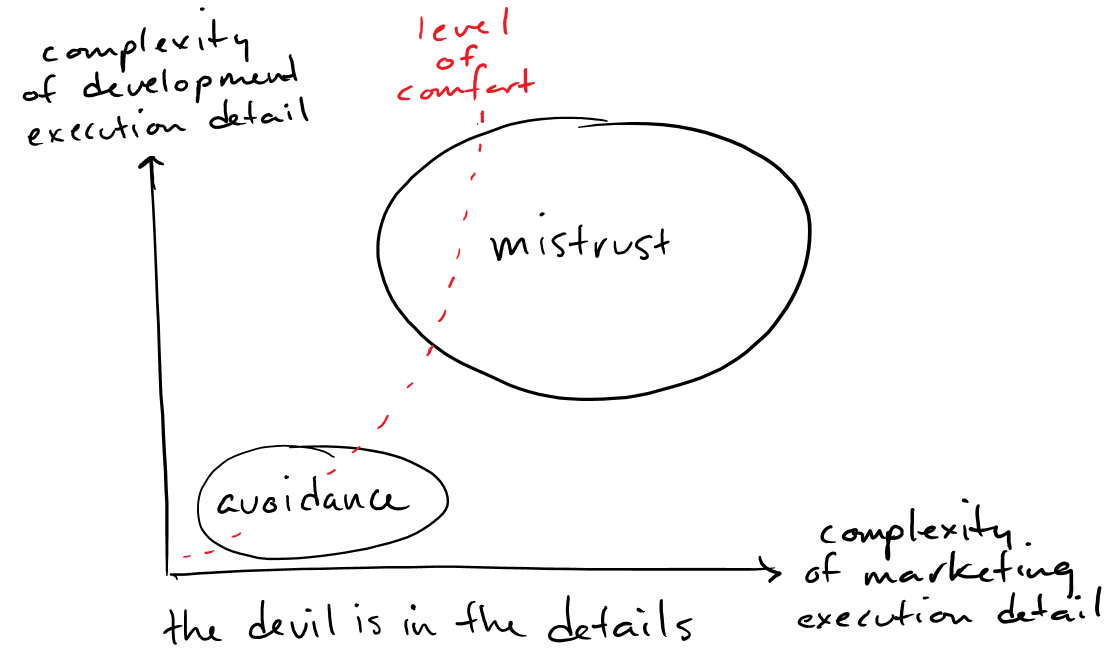 complexity
of development
execution detail
level
of
comfort
mistrust
avoidance
complexity.
of marketing
execution detail
the devil is in the details